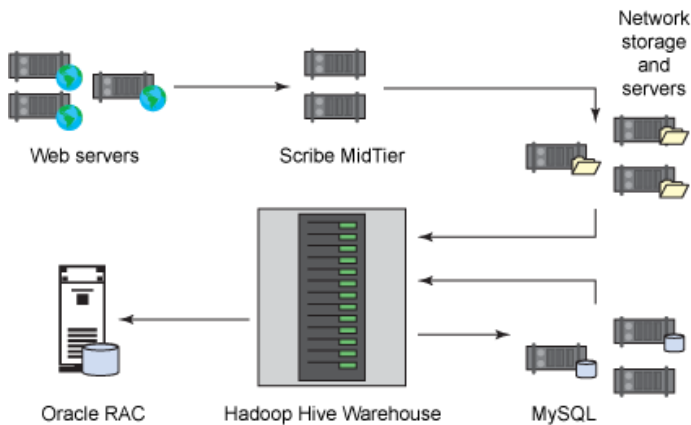 Network
storage
and
servers
Web servers
Scribe MidTier
Oracle RAC
Hadoop Hive Warehouse
MySQL